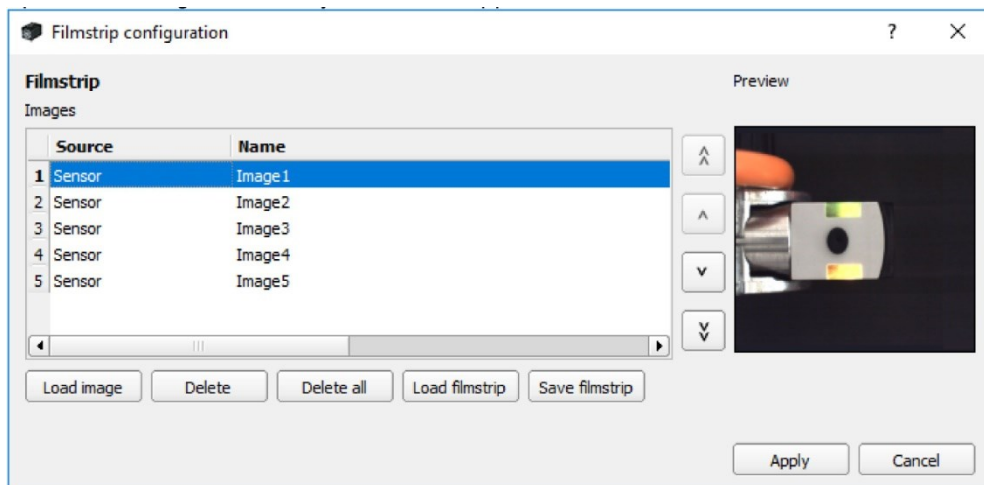 Filmstrip configuration
? X
Filmstrip
Preview
Images
Source Name
1 Sensor Image1
2 Sensor Image2
3 Sensor Image3
4 Sensor Image4
5 Sensor Image5
Load image Delete Delete all Load filmstrip Save filmstrip
Apply Cancel